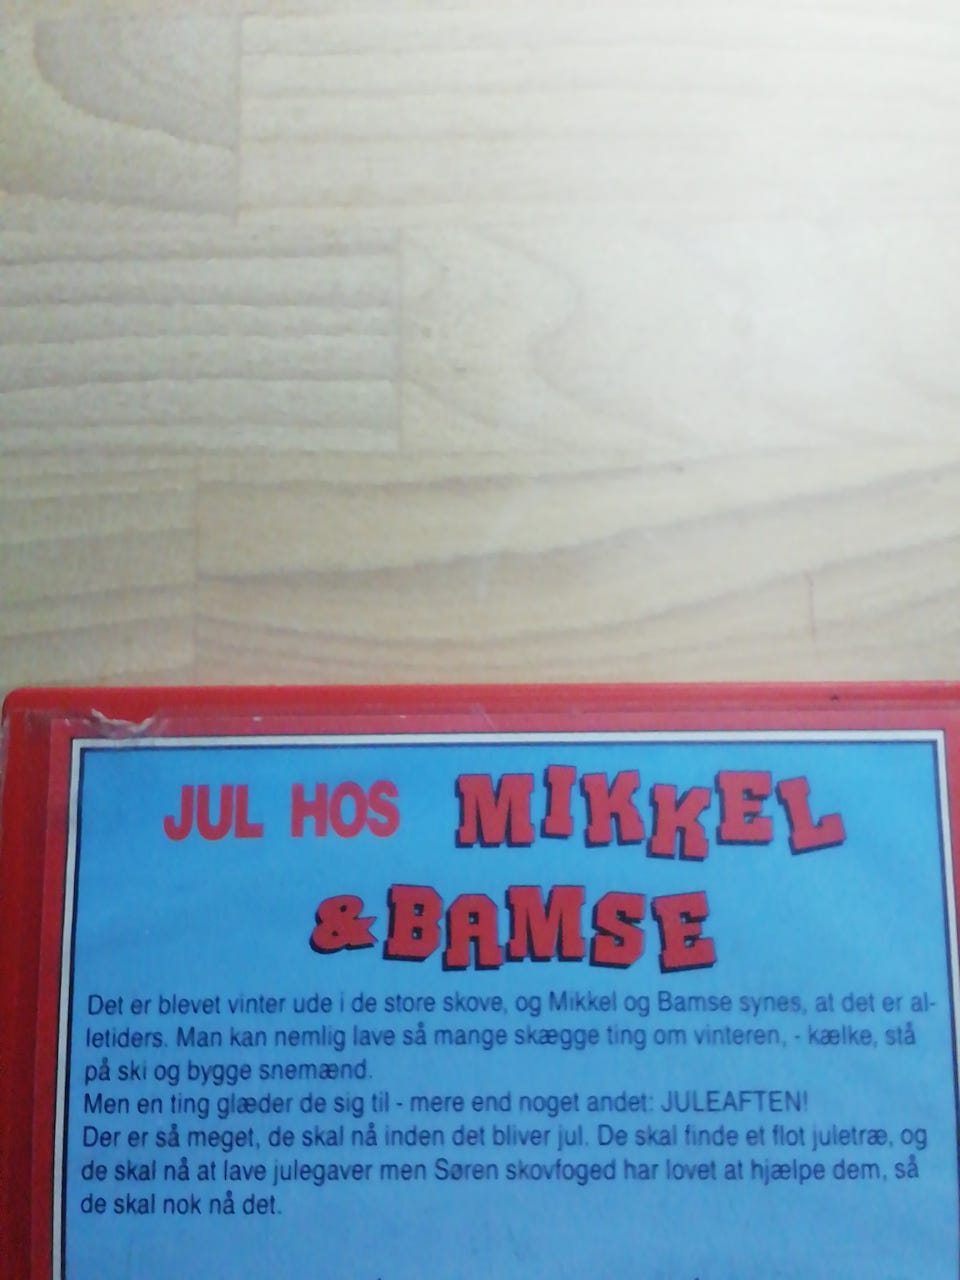 JUL HOS MIKKEL
& BAMSE
Det er blevet vinter ude i de store skove, og Mikkel og Bamse synes, at det er al-
letiders. Man kan nemlig lave så mange skægge ting om vinteren, - kælke, stå
på ski og bygge snemænd.
Men en ting glæder de sig til - mere end noget andet: JULEAFTEN!
Der er så meget, de skal nå inden det bliver jul. De skal finde et flot juletræ, og
de skal nå at lave julegaver men Søren skovfoged har lovet at hjælpe dem, så
de skal nok nå det.